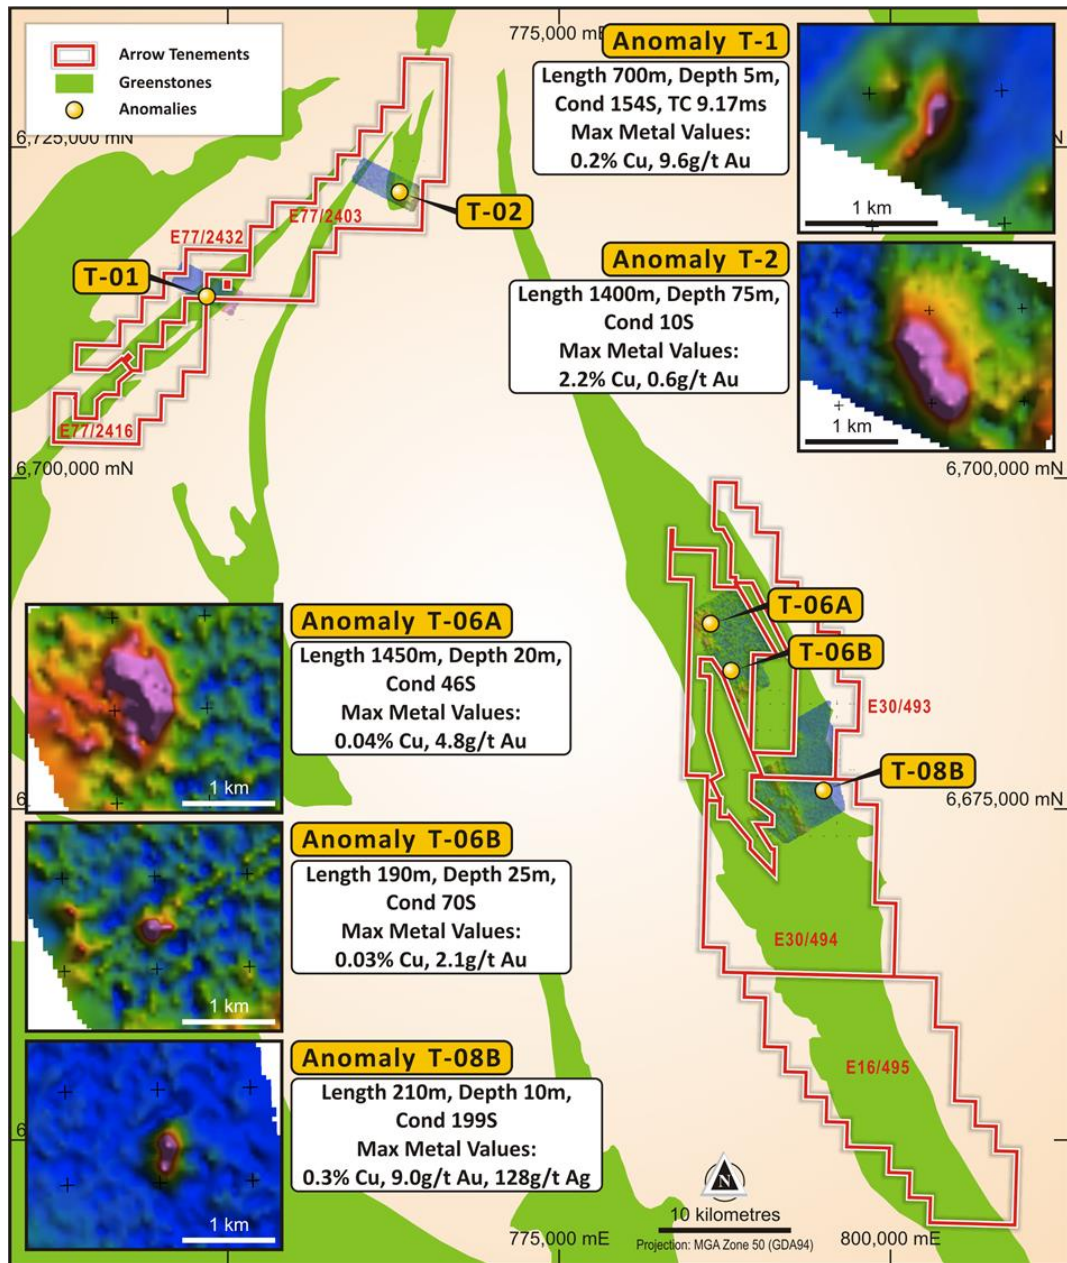 Arrow Tenements
Greenstones
Anomalies
775,000 mE
6,725,000 mN
Anomaly T-1
Length 700m, Depth 5m,
Cond 154S, TC 9.17ms
Max Metal Values:
0.2% Cu, 9.6g/t Au
1 km
E77/2403
T-02
E77/2432
T-01
Anomaly T-2
Length 1400m, Depth 75m,
Cond 10S
Max Metal Values:
2.2% Cu, 0.6g/t Au
1 km
E77/2416
6,700,000 mN
6,700,000 mN
Anomaly T-06A
Length 1450m, Depth 20m,
Cond 46S
Max Metal Values:
0.04% Cu, 4.8g/t Au
1 km
T-06A
T-06B
E30/493
T-08B
6,675,000 mN
Anomaly T-06B
Length 190m, Depth 25m,
Cond 70S
Max Metal Values:
0.03% Cu, 2.1g/t Au
1 km
E30/494
Anomaly T-08B
Length 210m, Depth 10m,
Cond 199S
Max Metal Values:
0.3% Cu, 9.0g/t Au, 128g/t Ag
1 km
E16/495
N
10 kilometres
Projection: MGA Zone 50 (GDA94)
775,000 mE
800,000 mE